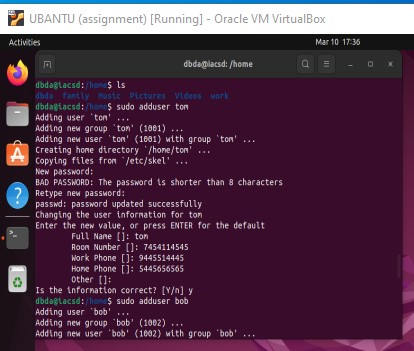 UBANTU (assignment) [Running] - Oracle VM VirtualBox
Activities
Mar 10 17:36
dbda@iacsd: /home
dbda@iacsd:/home$ ls
dbda family Music Pictures Videos work
dbda@iacsd:/home$ sudo adduser tom
Adding user `tom' ...
Adding new group `tom' (1001) ...
Adding new user `tom' (1001) with group `tom' ...
Creating home directory `/home/tom' ...
Copying files from `/etc/skel' ...
New password:
BAD PASSWORD: The password is shorter than 8 characters
Retype new password:
passwd: password updated successfully
Changing the user information for tom
Enter the new value, or press ENTER for the default
Full Name []: tom
Room Number []: 7454114545
Work Phone []: 9445514445
Home Phone []: 5445656565
Other []:
Is the information correct? [Y/n] y
dbda@iacsd:/home$ sudo adduser bob
Adding user `bob' ...
Adding new group `bob' (1002) ...
Adding new user `bob' (1002) with group `bob' ...